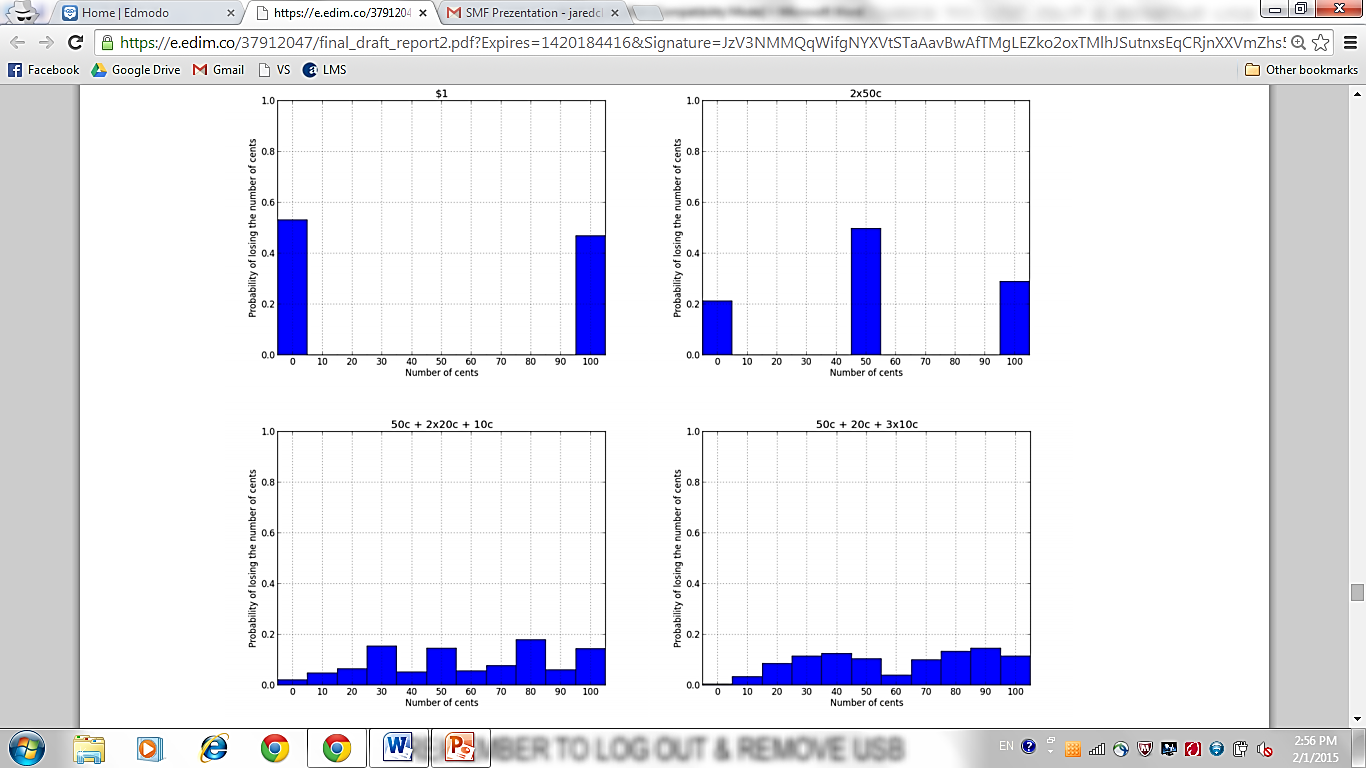 Home | Edmodo
https://e.edim.co/379120
SMF Prezentation - jaredc
https://e.edim.co/37912047/final_draft_report2.pdf?Expires=1420184416&Signature=JzV3NMMQqWifgNYXVtSTaAavBwAfTMgLEZko2oxTMlhJSutnxsEqCRjnXXVmZhs
Facebook
Google Drive
Gmail
VS
LMS
Other bookmarks
$1
Probability of losing the number of cents
1.0
0.8
0.6
0.4
0.2
0.0
0 10 20 30 40 50 60 70 80 90 100
Number of cents
2x50c
Probability of losing the number of cents
1.0
0.8
0.6
0.4
0.2
0.0
0 10 20 30 40 50 60 70 80 90 100
Number of cents
50c + 2x20c + 10c
Probability of losing the number of cents
1.0
0.8
0.6
0.4
0.2
0.0
0 10 20 30 40 50 60 70 80 90 100
Number of cents
50c + 20c + 3x10c
Probability of losing the number of cents
1.0
0.8
0.6
0.4
0.2
0.0
0 10 20 30 40 50 60 70 80 90 100
Number of cents
TO LOG OUT & REMOVE USB
EN
2:56 PM
2/1/2015